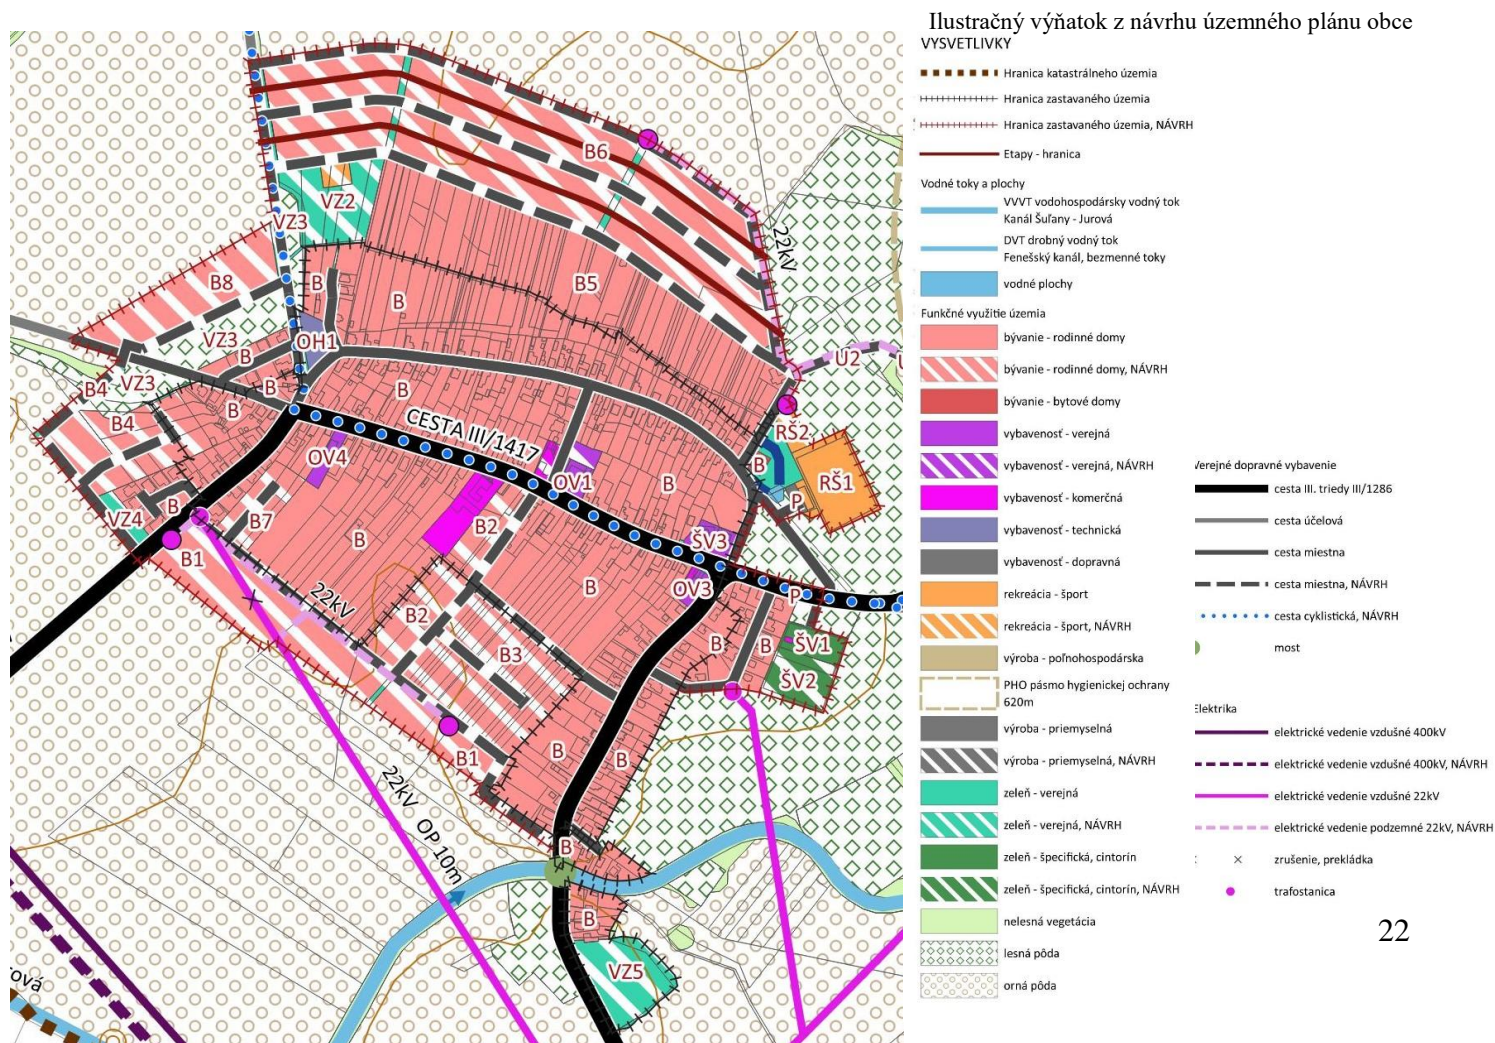 Ilustračný výňatok z návrhu územného plánu obce
VYSVETLIVKY
Hranica katastrálneho územia
Hranica zastavaného územia
Hranica zastavaného územia, NÁVRH
Etapy - hranica
Vodné toky a plochy
VVVT vodohospodársky vodný tok
Kanál Šuľany - Jurová
DVT drobný vodný tok
Fenešský kanál, bezmenné toky
vodné plochy
Funkčné využitie územia
bývanie - rodinné domy
bývanie - rodinné domy, NÁVRH
bývanie - bytové domy
vybavenosť - verejná
vybavenosť - verejná, NÁVRH
vybavenosť - komerčná
vybavenosť - technická
vybavenosť - dopravná
rekreácia - šport
rekreácia - šport, NÁVRH
výroba - poľnohospodárska
PHO pásmo hygienickej ochrany
620m
výroba - priemyselná
výroba - priemyselná, NÁVRH
zeleň - verejná
zeleň - verejná, NÁVRH
zeleň - špecifická, cintorín
zeleň - špecifická, cintorín, NÁVRH
nelesná vegetácia
lesná pôda
orná pôda
Verejné dopravné vybavenie
cesta III. triedy III/1286
cesta účelová
cesta miestna
cesta miestna, NÁVRH
cesta cyklistická, NÁVRH
most
Elektrika
elektrické vedenie vzdušné 400kV
elektrické vedenie vzdušné 400kV, NÁVRH
elektrické vedenie vzdušné 22kV
elektrické vedenie podzemné 22kV, NÁVRH
zrušenie, prekládka
trafostanica
22
B6
VZ2
VZ3
22kV
B8
B
B5
B
VZ3
OH1
B
U2
VZ3
B
B4
B
B
B4
CESTA III/1417
RŠ2
OV4
B
OV1
B
RŠ1
B
P
VZ4
B7
B2
B
ŠV3
B1
22kV
B
OV3
P
B2
B3
B
B
ŠV1
ŠV2
B1
B
B
22kV OP 10m
B
B
VZ5
ová